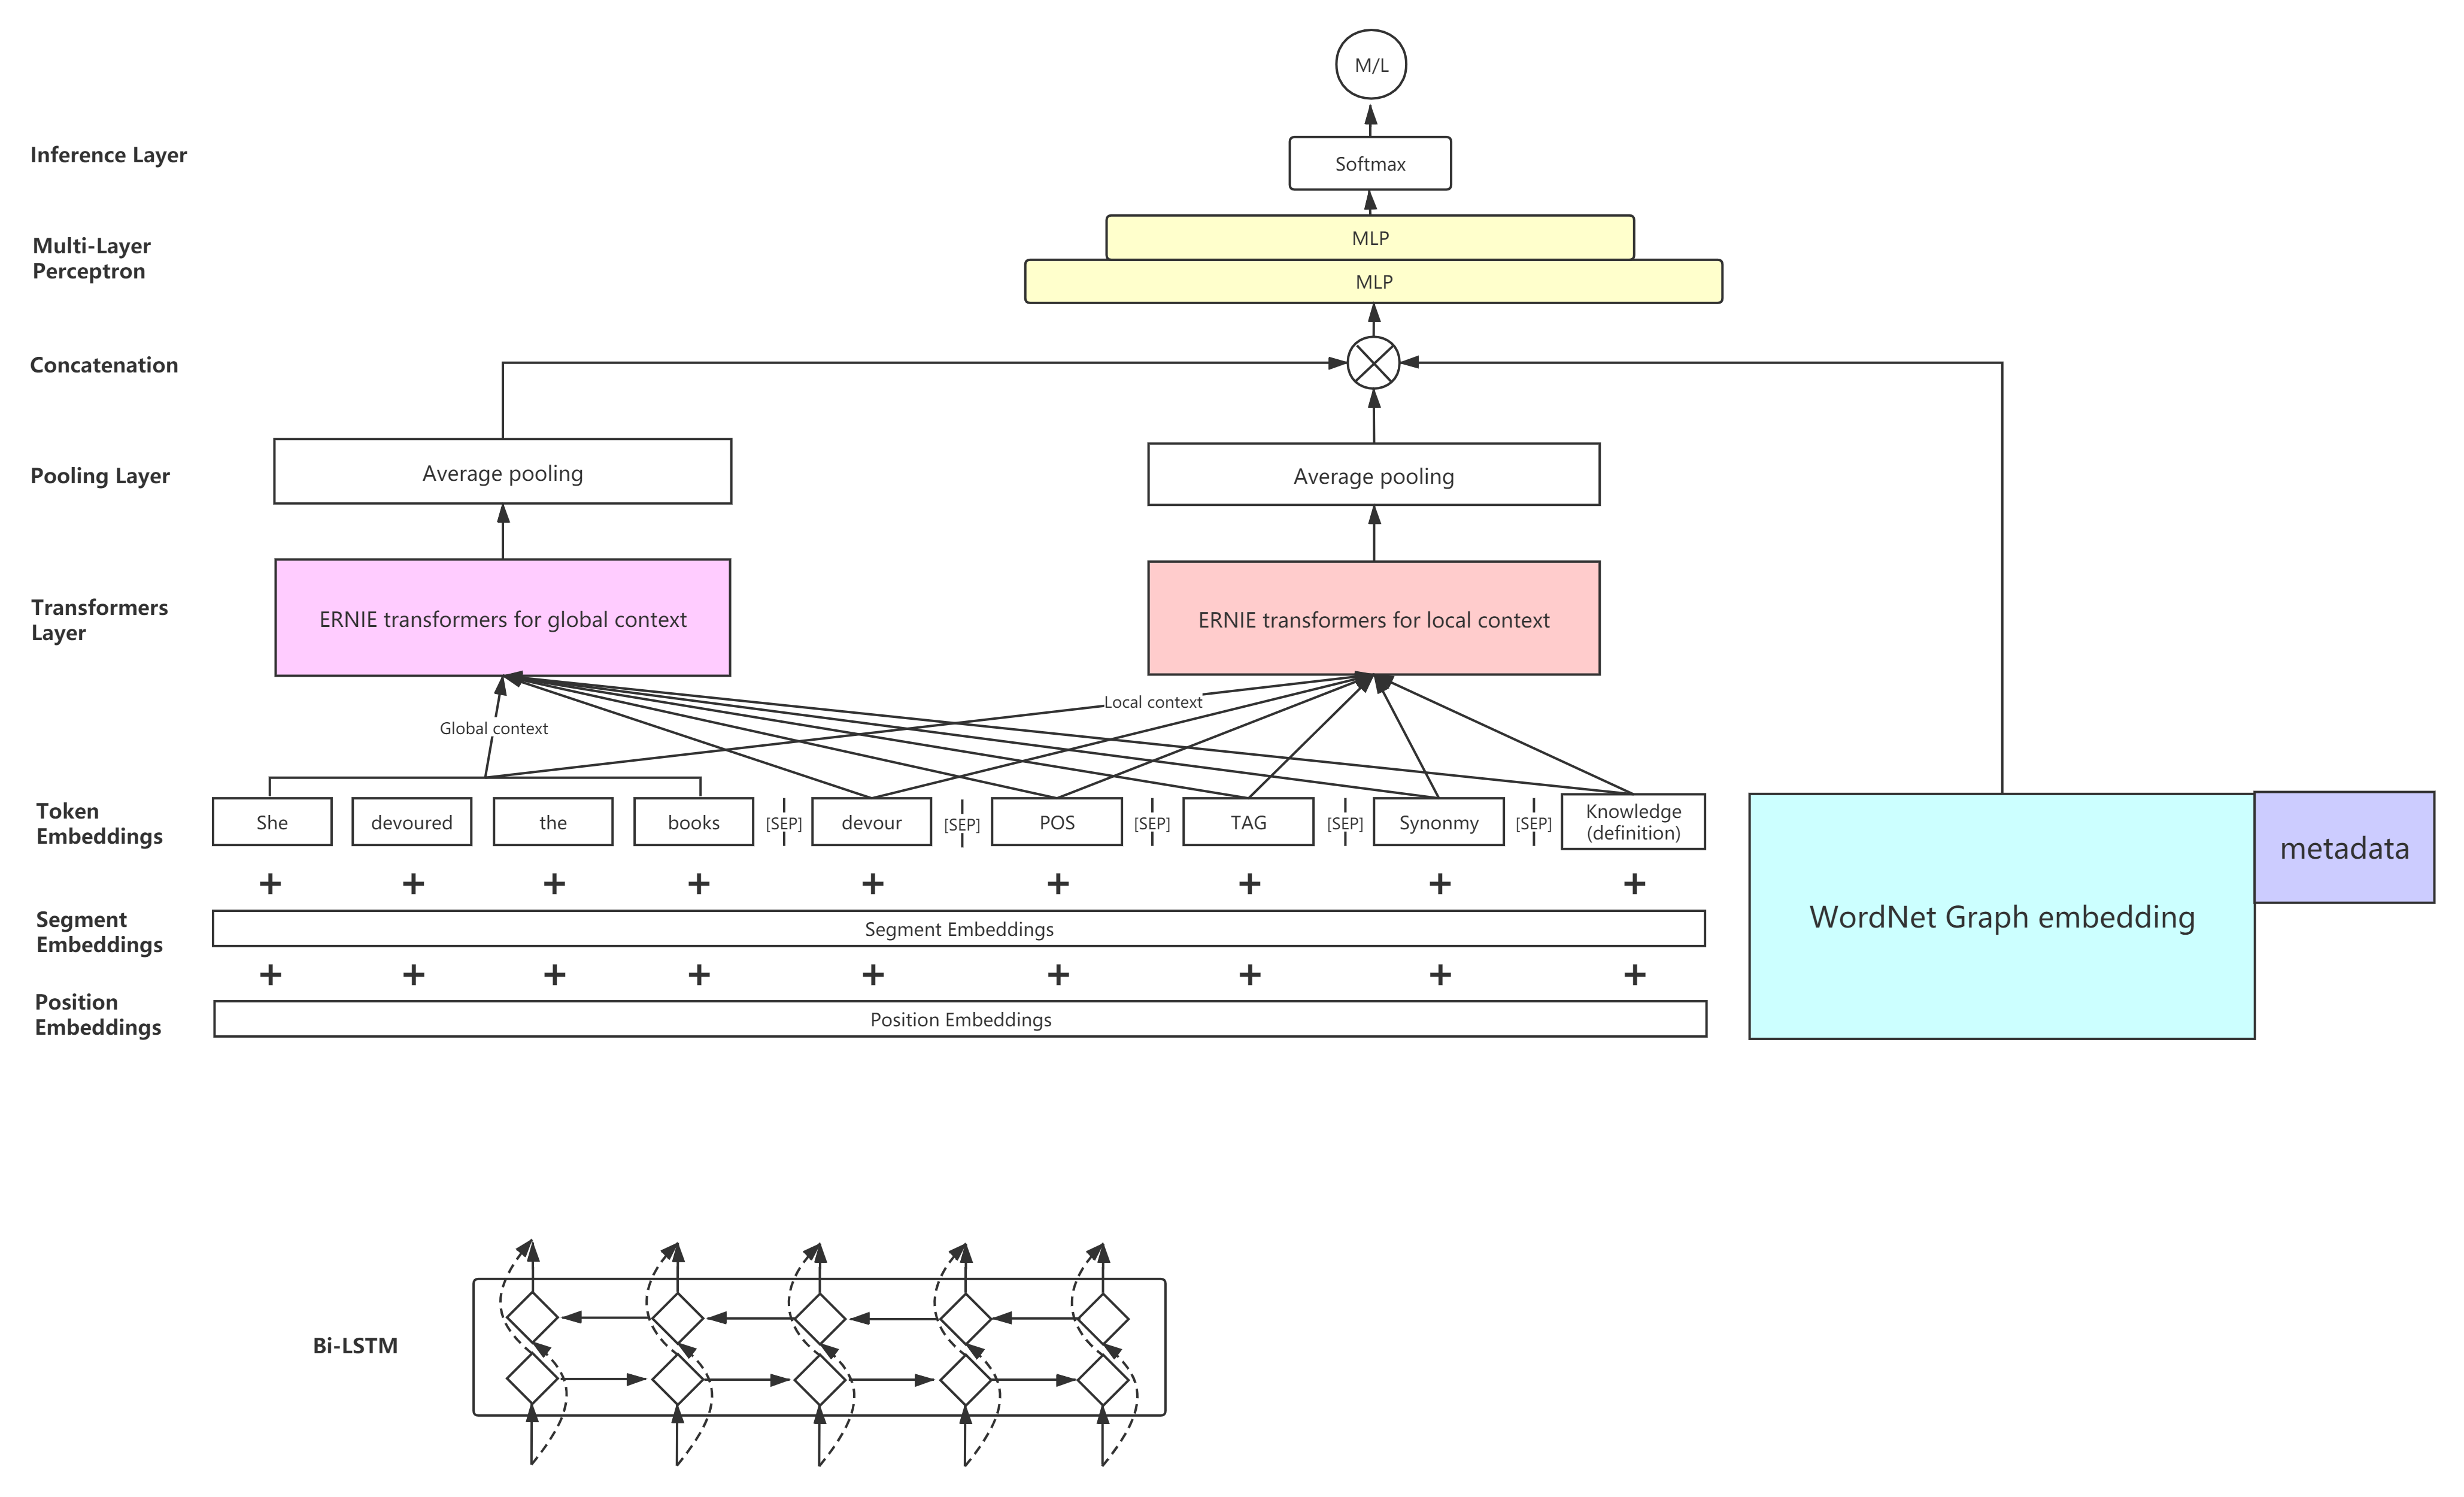 M/L
Inference Layer
Softmax
Multi-Layer
Perceptron
MLP
MLP
Concatenation
Pooling Layer
Average pooling
Average pooling
Transformers
Layer
ERNIE transformers for global context
ERNIE transformers for local context
Local context
Global context
Token
Embeddings
She
devoured
the
books
[SEP]
devour
[SEP]
POS
[SEP]
TAG
[SEP]
Synonmy
[SEP]
Knowledge
(definition)
metadata
+ + + + + + + + +
WordNet Graph embedding
Segment
Embeddings
Segment Embeddings
+ + + + + + + + +
Position
Embeddings
Position Embeddings
Bi-LSTM